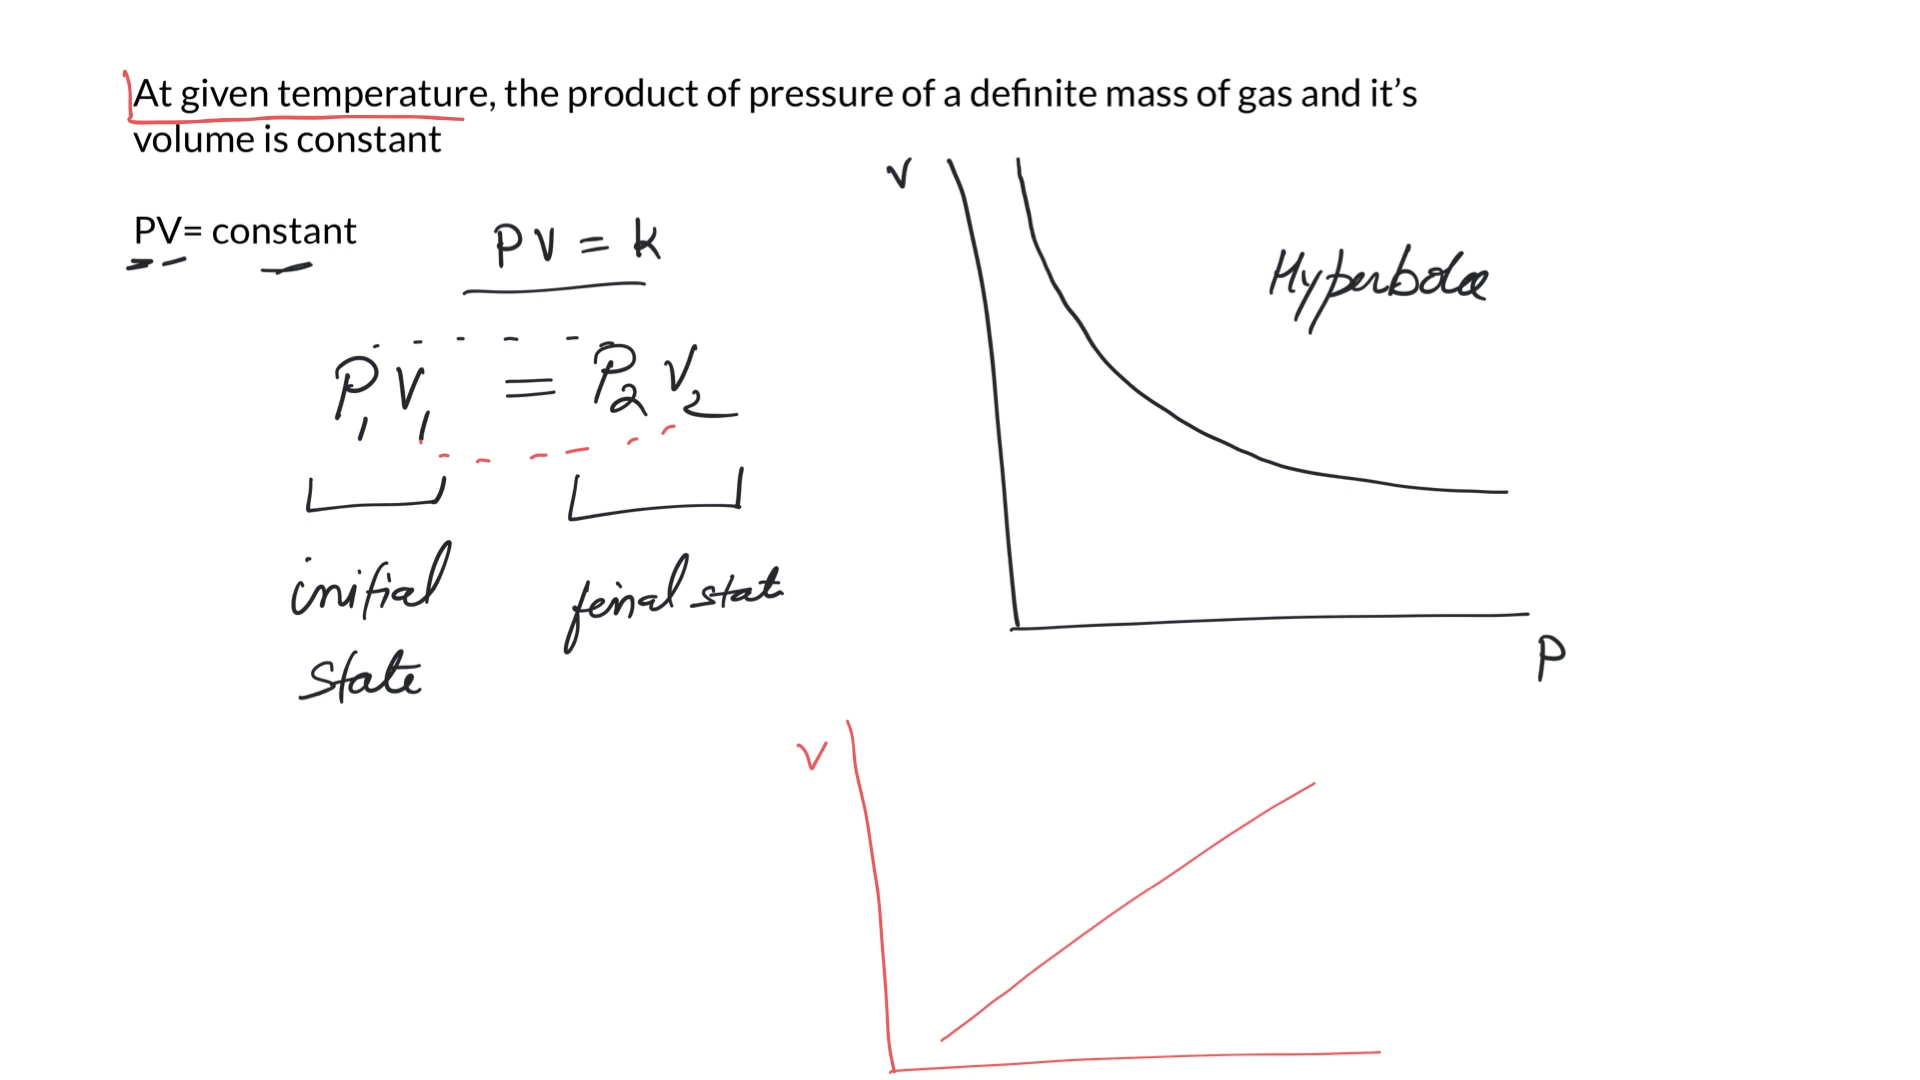 At given temperature, the product of pressure of a definite mass of gas and it's
volume is constant
PV= constant
PV = k
P₁V₁ = P₂V₂
initial
state
feinal stat
V
Hyperbola
P
V